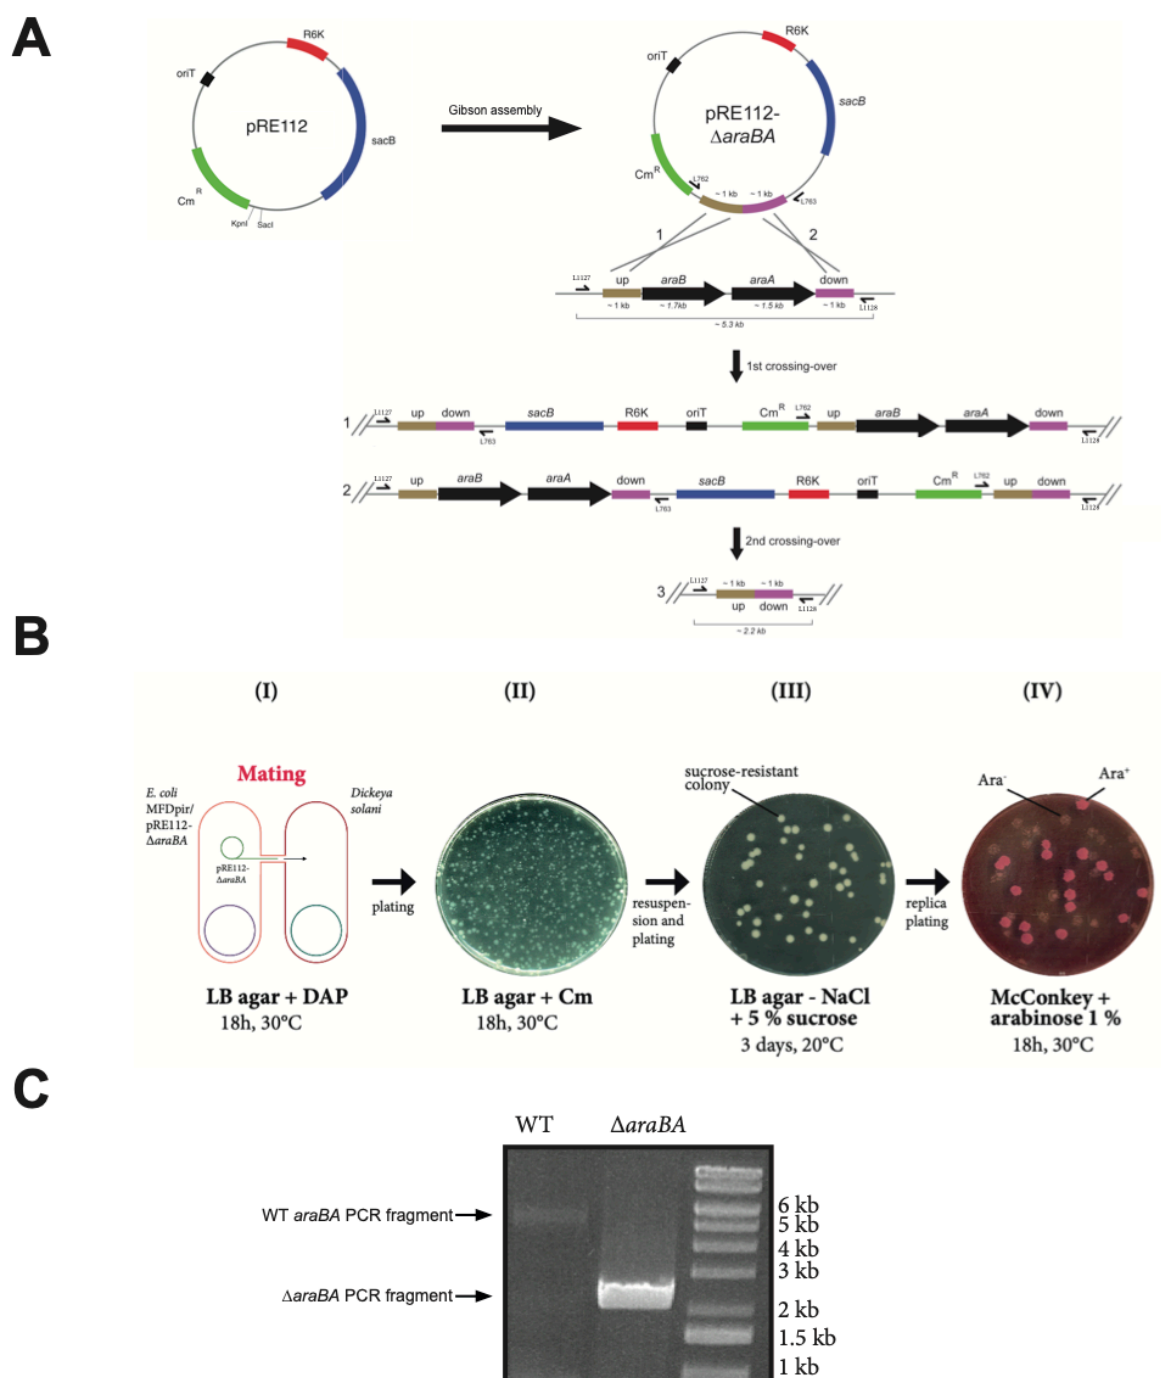 A
R6K
oriT
pRE112
sacB
Cm R
KpnI SacI
Gibson assembly
R6K
oriT
sacB
pRE112-
ΔaraBA
Cm R
L762
~ 1 kb ~ 1 kb
L763
1 2
L1127 up araB araA down
~ 1 kb ~ 1.7kb ~ 1.5 kb ~ 1 kb L1128
~ 5.3 kb
1st crossing-over
1 L1127 up down sacB R6K oriT Cm R L762 up araB araA down
L763 L1128
2 L1127 up araB araA down sacB R6K oriT Cm R L762 up down
L763 L1128
2nd crossing-over
3 L1127 ~ 1 kb ~ 1 kb
up down L1128
~ 2.2 kb
B
(I) (II) (III) (IV)
Mating
E. coli
MFDpir/
pRE112-
ΔaraBA
Dickeya
solani
pRE112-
ΔaraBA
plating
LB agar + DAP
18h, 30°C
LB agar + Cm
18h, 30°C
resuspen-
sion and
plating
sucrose-resistant
colony
LB agar - NaCl
+ 5 % sucrose
3 days, 20°C
replica
plating
Ara-
Ara+
McConkey +
arabinose 1 %
18h, 30°C
C
WT ΔaraBA
WT araBA PCR fragment
ΔaraBA PCR fragment
6 kb
5 kb
4 kb
3 kb
2 kb
1.5 kb
1 kb